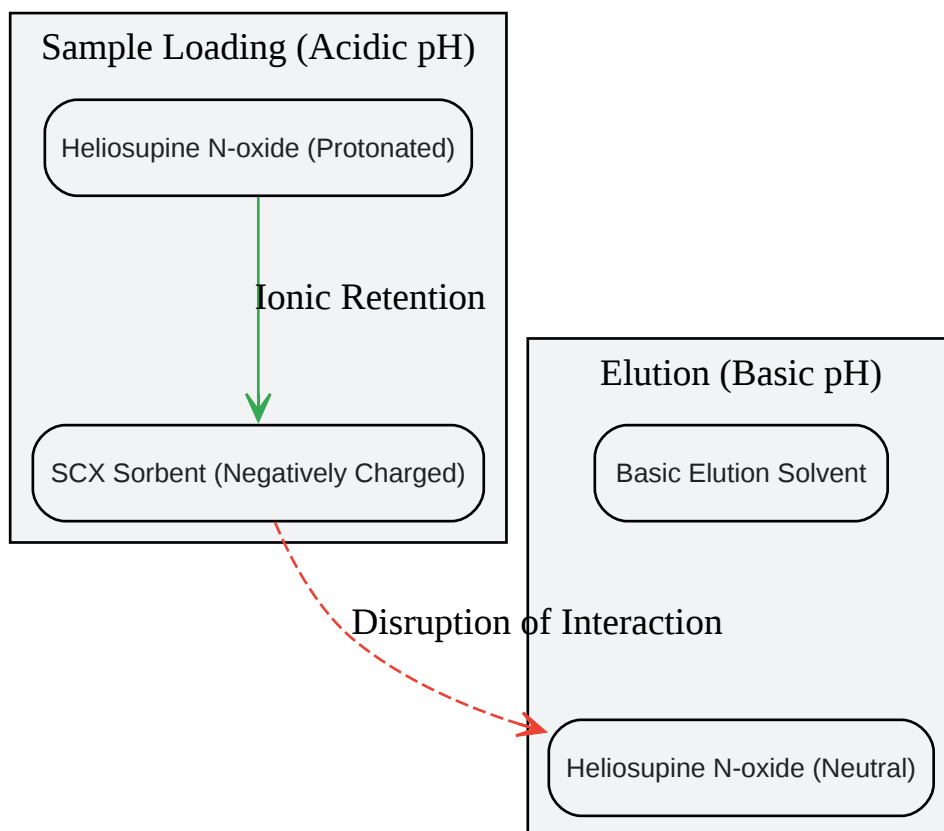 Sample Loading (Acidic pH)
Heliosupine N-oxide (Protonated)
Ionic Retention
SCX Sorbent (Negatively Charged)
Elution (Basic pH)
Basic Elution Solvent
Disruption of Interaction
Heliosupine N-oxide (Neutral)